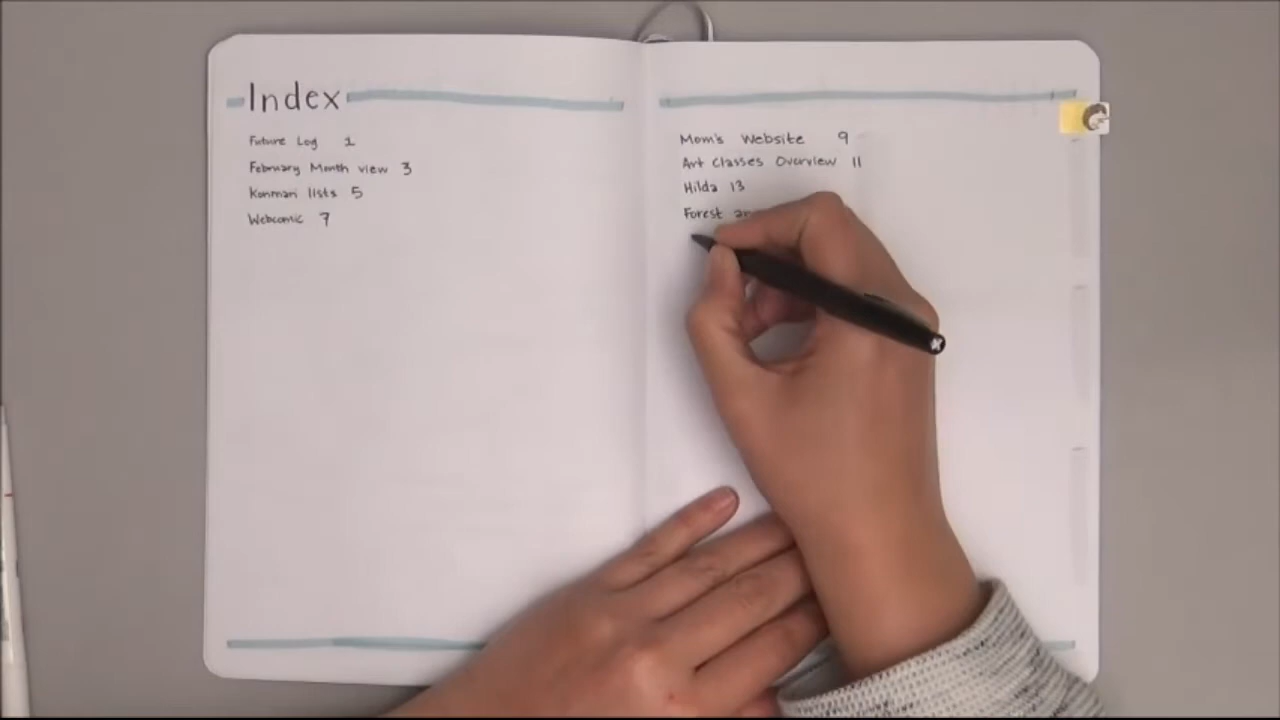 Index
Future Log 1
February Month view 3
Konmari lists 5
Webcomic 7
Mom's Website 9
Art Classes Overview 11
Hilda 13
Forest